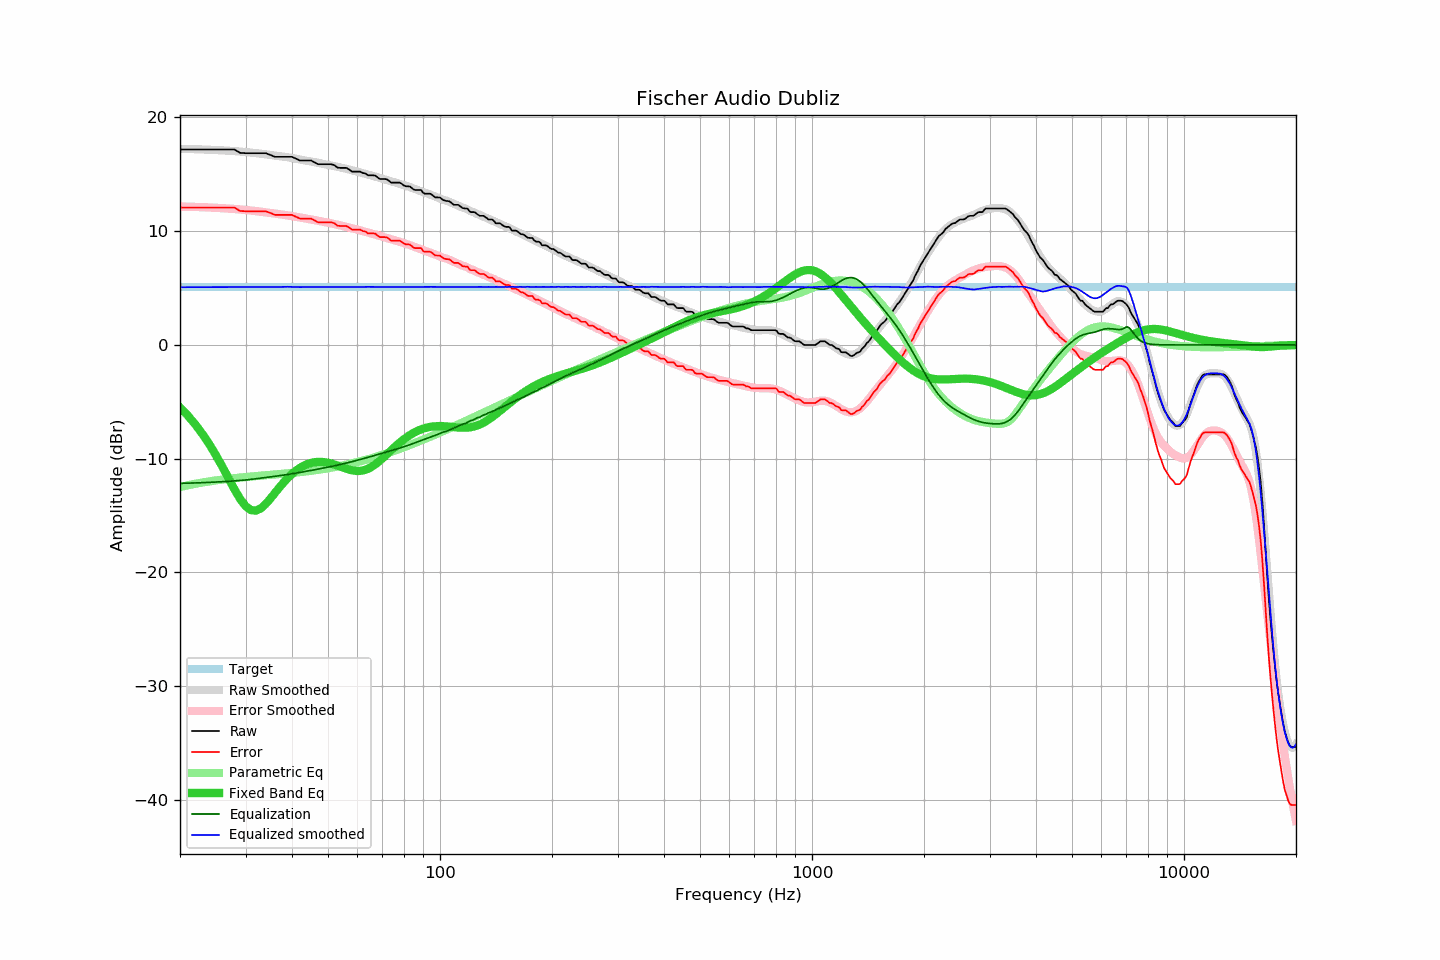 Fischer Audio Dubliz
20
10
0
−10
−20
−30
−40
Amplitude (dBr)
Target
Raw Smoothed
Error Smoothed
Raw
Error
Parametric Eq
Fixed Band Eq
Equalization
Equalized smoothed
100
1000
10000
Frequency (Hz)